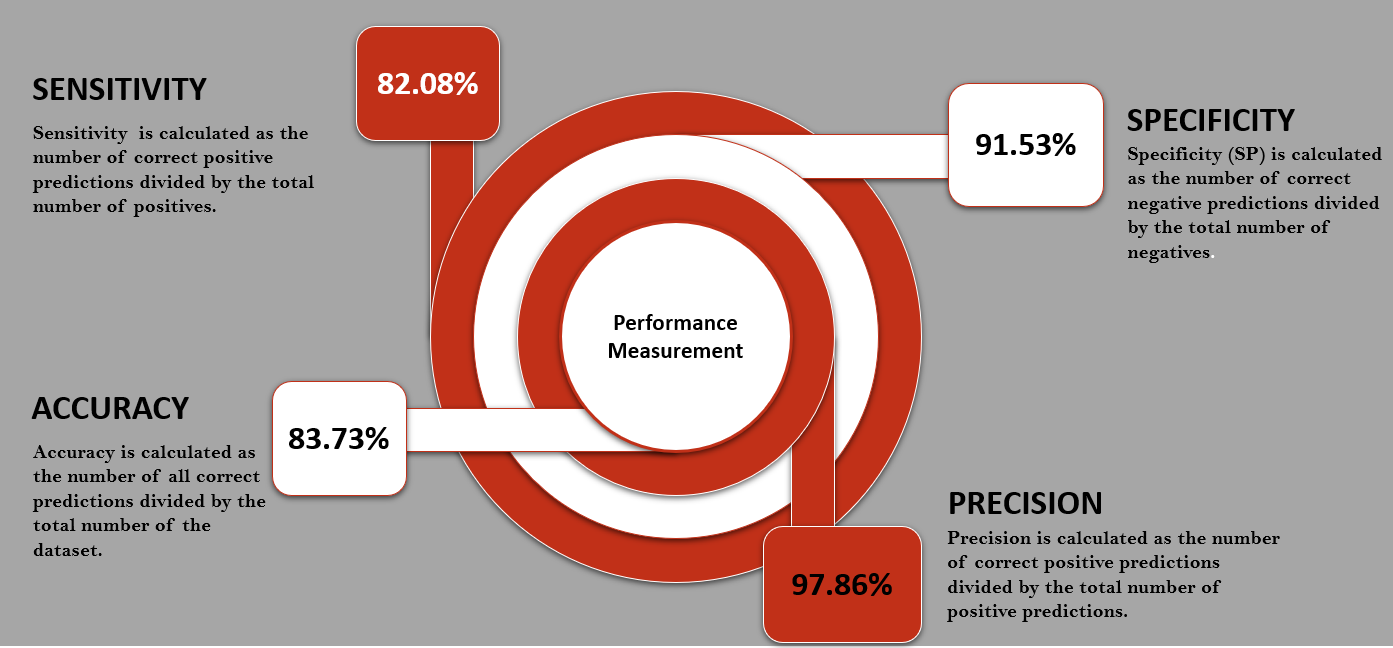 SENSITIVITY
Sensitivity is calculated as the
number of correct positive
predictions divided by the total
number of positives.
82.08%
91.53%
SPECIFICITY
Specificity (SP) is calculated
as the number of correct
negative predictions divided
by the total number of
negatives.
Performance
Measurement
ACCURACY
Accuracy is calculated as
the number of all correct
predictions divided by the
total number of the
dataset.
83.73%
97.86%
PRECISION
Precision is calculated as the number
of correct positive predictions
divided by the total number of
positive predictions.